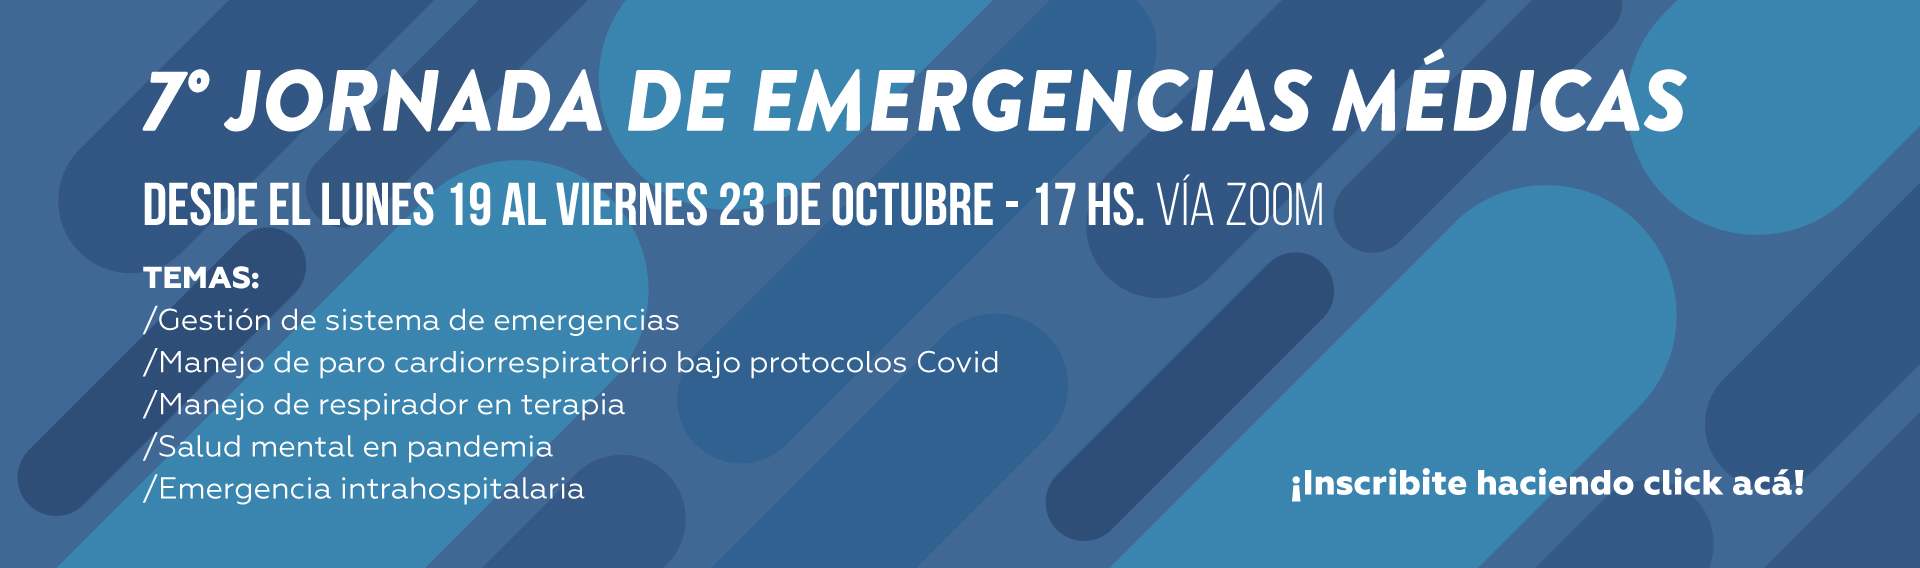 7º JORNADA DE EMERGENCIAS MÉDICAS
DESDE EL LUNES 19 AL VIERNES 23 DE OCTUBRE - 17 HS. VÍA ZOOM
TEMAS:
/Gestión de sistema de emergencias
/Manejo de paro cardiorrespiratorio bajo protocolos Covid
/Manejo de respirador en terapia
/Salud mental en pandemia
/Emergencia intrahospitalaria
¡Inscribite haciendo click acá!